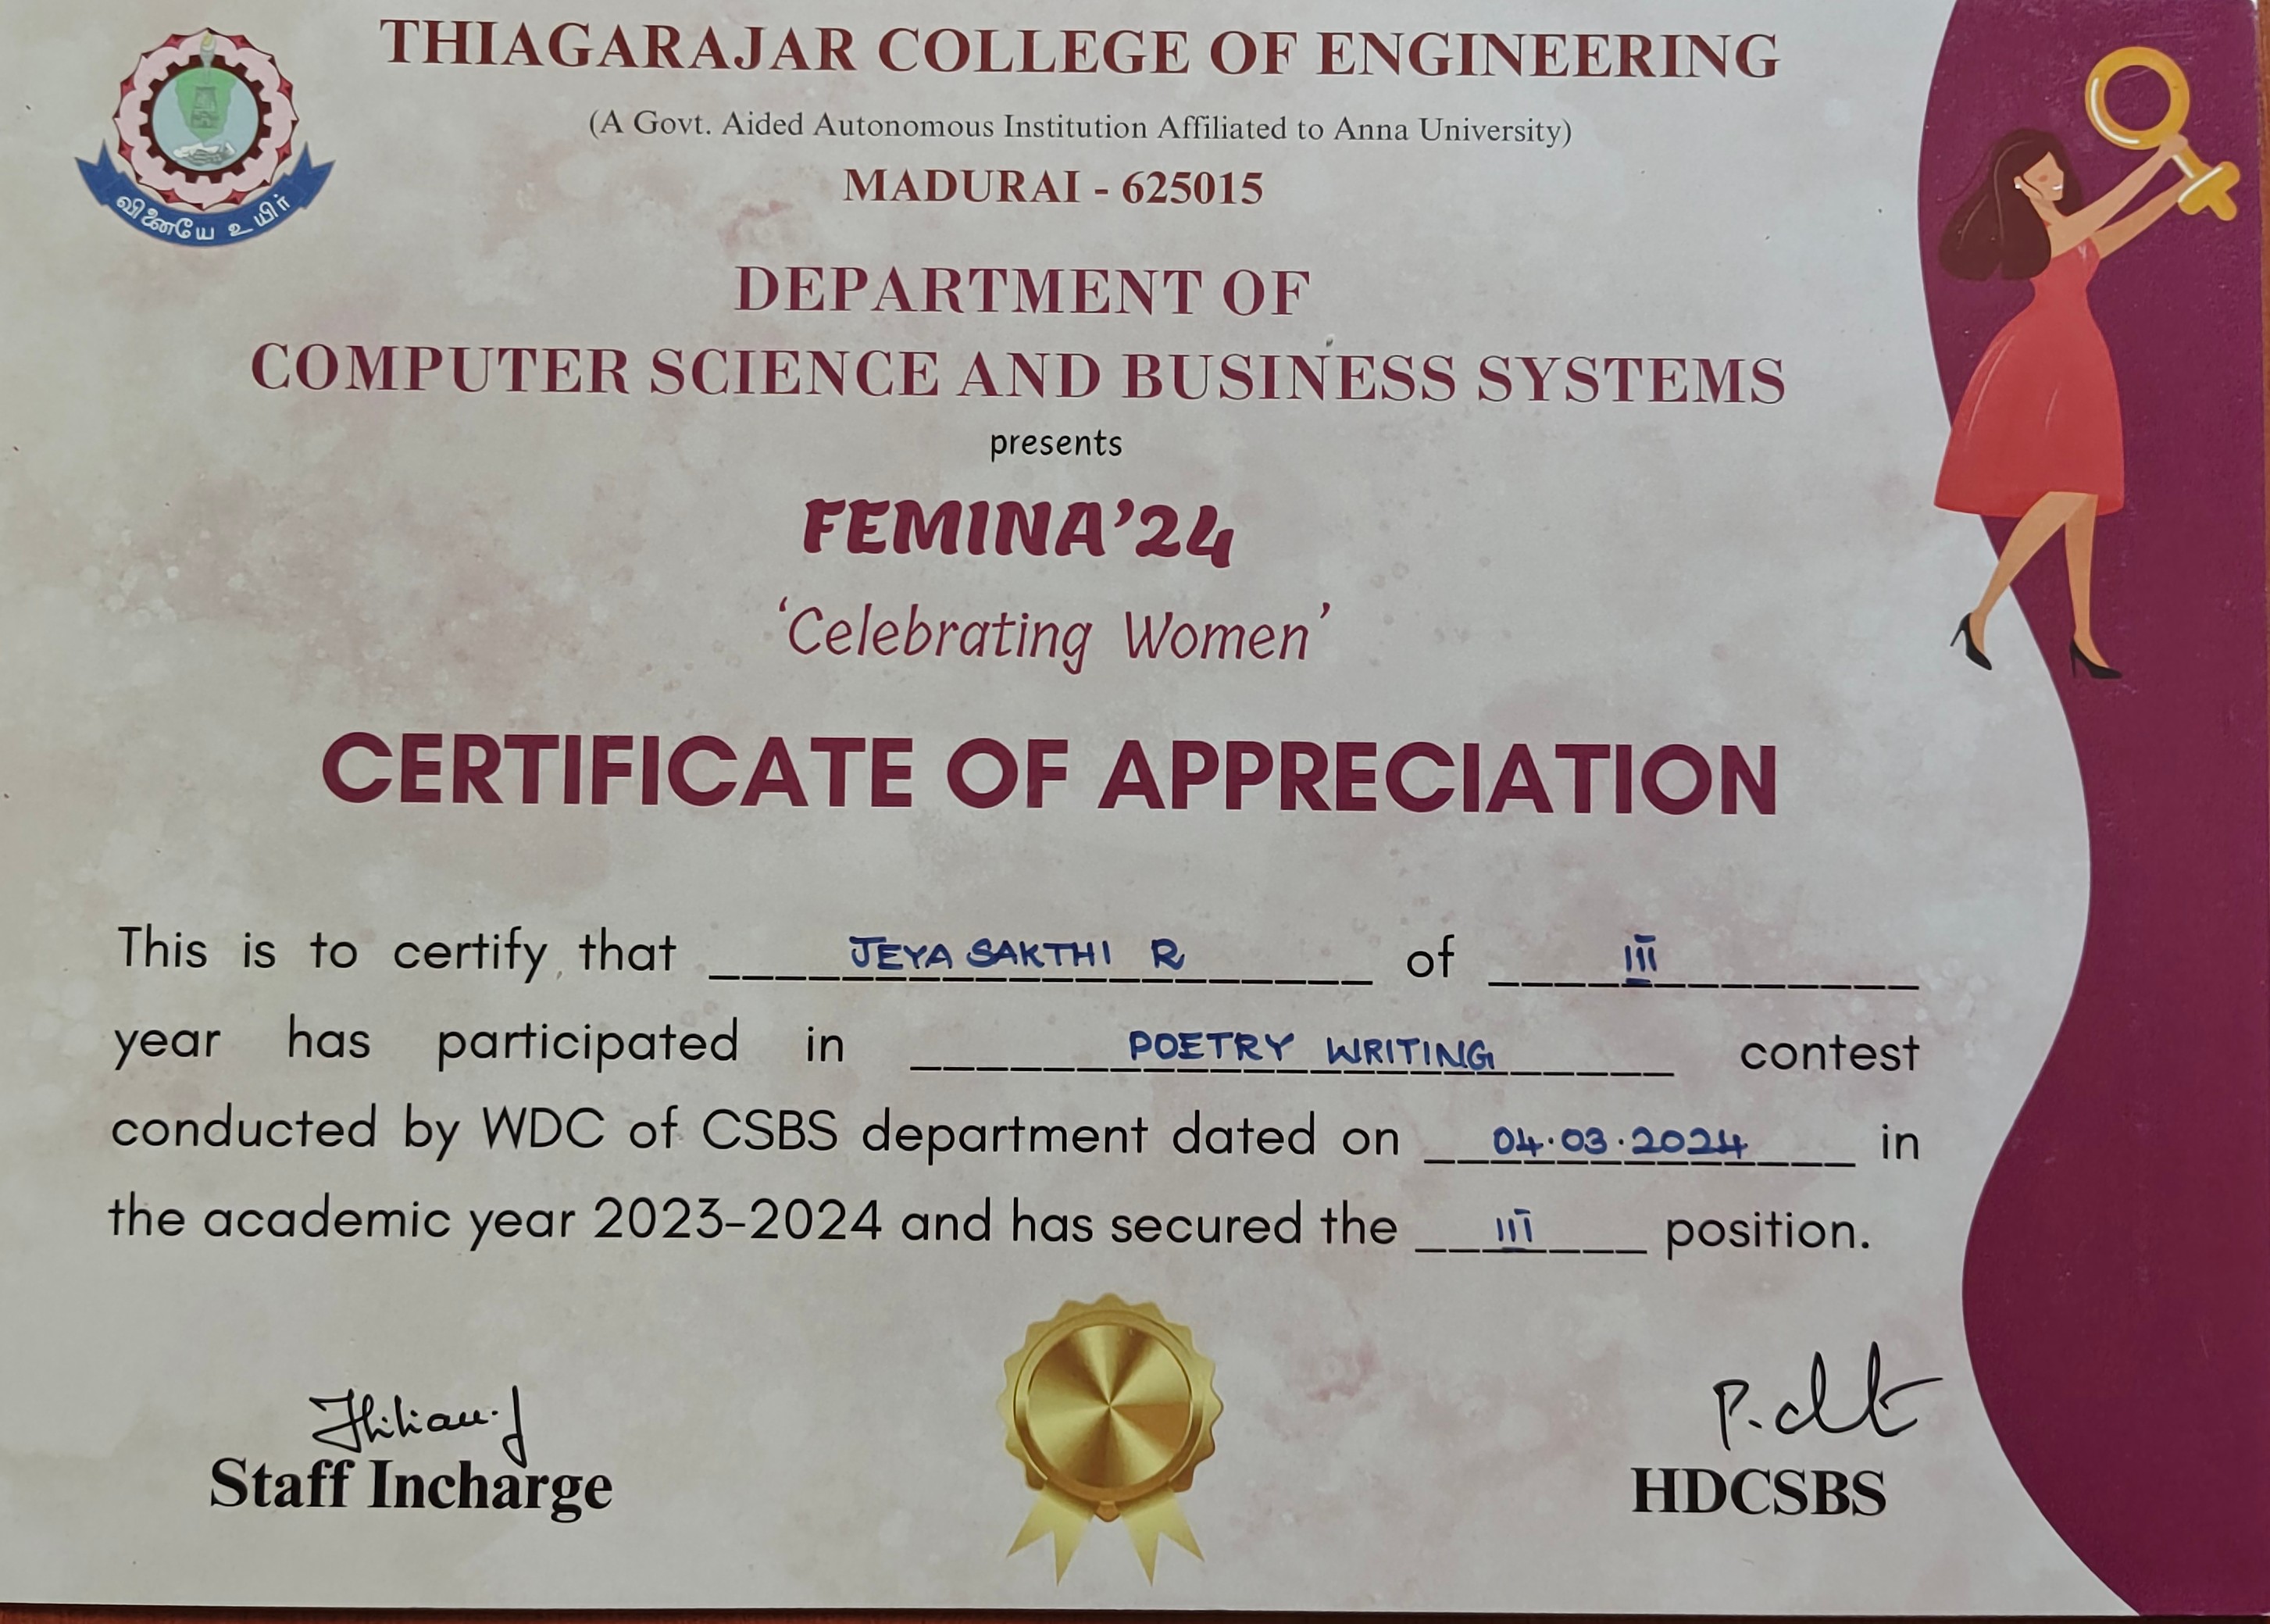 THIAGARAJAR COLLEGE OF ENGINEERING
(A Govt. Aided Autonomous Institution Affiliated to Anna University)
MADURAI - 625015
வினையே உயிர்
DEPARTMENT OF
COMPUTER SCIENCE AND BUSINESS SYSTEMS
presents
FEMINA'24
'Celebrating Women'
CERTIFICATE OF APPRECIATION
This is to certify that JEYA SAKTHI R of III
year has participated in POETRY WRITING contest
conducted by WDC of CSBS department dated on 04.03.2024 in
the academic year 2023-2024 and has secured the III position.
Staff Incharge
HDCSBS